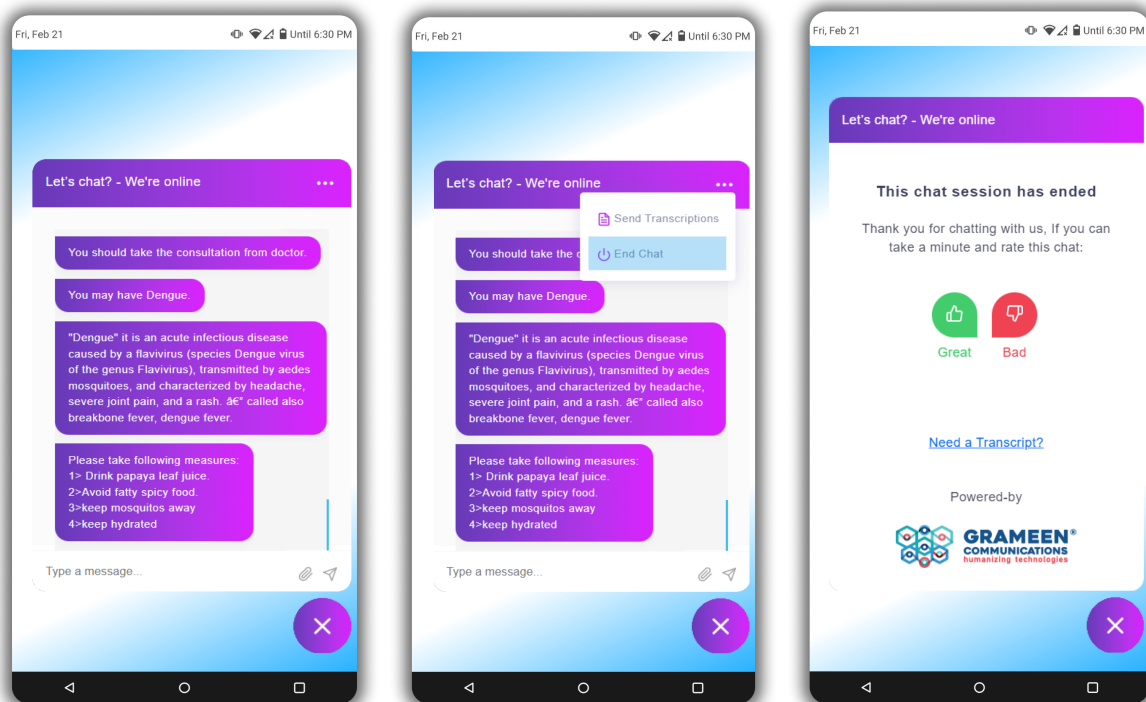 Fri, Feb 21
Until 6:30 PM
Let's chat? - We're online
You should take the consultation from doctor.
You may have Dengue.
"Dengue" it is an acute infectious disease
caused by a flavivirus (species Dengue virus
of the genus Flavivirus), transmitted by aedes
mosquitoes, and characterized by headache,
severe joint pain, and a rash. â€” called also
breakbone fever, dengue fever.
Please take following measures:
1> Drink papaya leaf juice.
2>Avoid fatty spicy food.
3>keep mosquitos away
4>keep hydrated
Type a message...
Fri, Feb 21
Until 6:30 PM
Let's chat? - We're online
Send Transcriptions
End Chat
You should take the
You may have Dengue.
"Dengue" it is an acute infectious disease
caused by a flavivirus (species Dengue virus
of the genus Flavivirus), transmitted by aedes
mosquitoes, and characterized by headache,
severe joint pain, and a rash. â€” called also
breakbone fever, dengue fever.
Please take following measures:
1> Drink papaya leaf juice.
2>Avoid fatty spicy food.
3>keep mosquitos away
4>keep hydrated
Type a message...
Fri, Feb 21
Until 6:30 PM
Let's chat? - We're online
This chat session has ended
Thank you for chatting with us, If you can
take a minute and rate this chat:
Great
Bad
Need a Transcript?
Powered-by
GRAMEEN®
COMMUNICATIONS
humanizing technologies